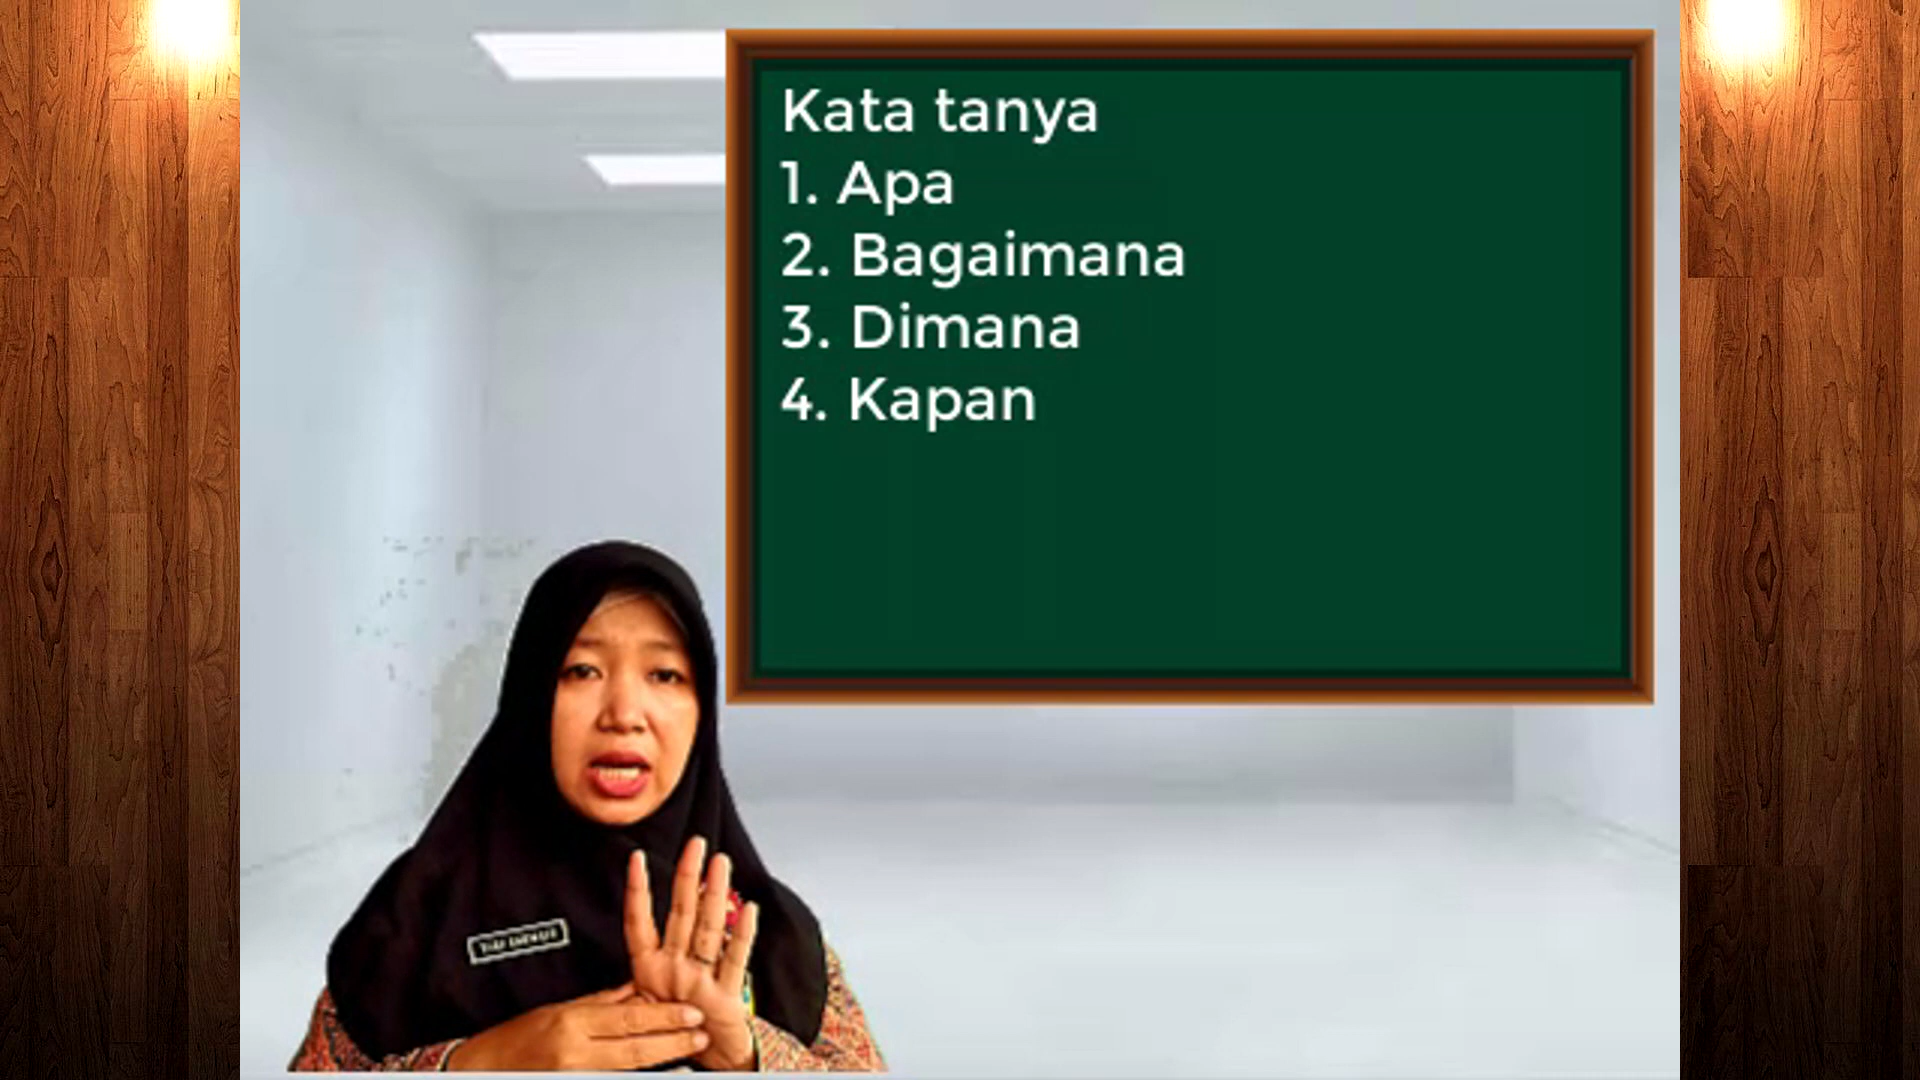 Kata tanya
1. Apa
2. Bagaimana
3. Dimana
4. Kapan